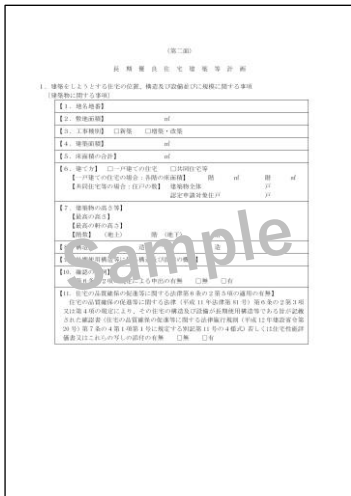 （第二面）
長期優良住宅建築等計画
1．建築をしようとする住宅の位置、構造及び設備並びに規模に関する事項
〔建築物に関する事項〕
【1．地名地番】
【2．敷地面積】 ㎡
【3．工事種別】 □新築 □増築・改築
【4．建築面積】 ㎡
【5．床面積の合計】 ㎡
【6．建て方】 □一戸建ての住宅 □共同住宅等
【一戸建ての住宅の場合：各階の床面積】 階 ㎡ 階 ㎡
【共同住宅等の場合：住戸の数】 建築物全体 戸
認定申請対象住戸 戸
【7．建築物の高さ等】
【最高の高さ】
【最高の軒の高さ】
【階数】 （地上） 階 （地下）
Sample
【10．確認の
の有無 □無 □有
【11．住宅の品質確保の促進等に関する法律第6条の2第5項の適用の有無】
住宅の品質確保の促進等に関する法律（平成11年法律第81号）第6条の2第3項
又は第4項の規定により、その住宅の構造及び設備が長期使用構造等である旨が記載
された確認書（住宅の品質確保の促進等に関する法律施行規則（平成12年建設省令第
20号）第7条の4第1項第1号に規定する別記第11号の4様式）若しくは住宅性能評
価書又はこれらの写しの添付の有無 □無 □有